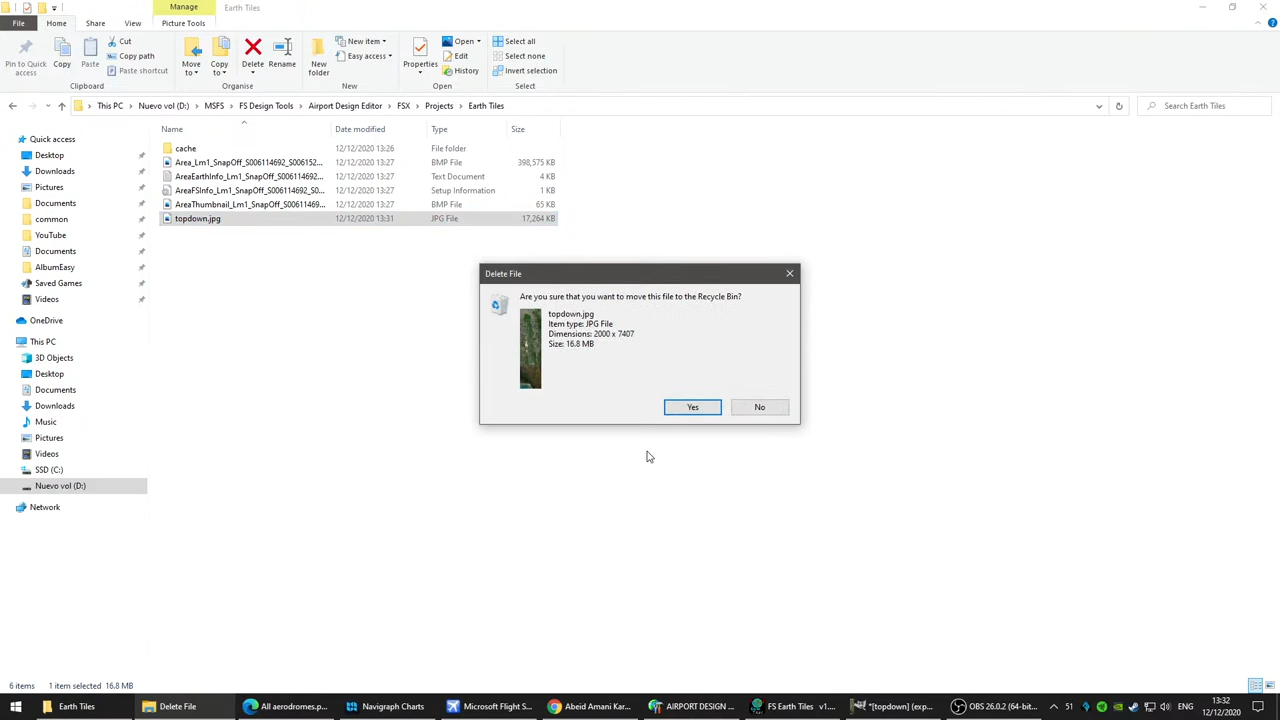 Manage
Earth Tiles
File
Home
Share
View
Picture Tools
Pin to Quick access
Copy
Paste
Cut
Copy path
Paste shortcut
Clipboard
Move to
Copy to
Delete
Rename
Organise
New folder
New item
Easy access
New
Properties
Open
Edit
History
Open
Select all
Select none
Invert selection
Select
This PC
Nuevo vol (D:)
MSFS
FS Design Tools
Airport Design Editor
FSX
Projects
Earth Tiles
Search Earth Tiles
Quick access
Desktop
Downloads
Pictures
Documents
common
YouTube
Documents
AlbumEasy
Saved Games
Videos
OneDrive
This PC
3D Objects
Desktop
Documents
Downloads
Music
Pictures
Videos
SSD (C:)
Nuevo vol (D:)
Network
Name Date modified Type Size
cache 12/12/2020 13:26 File folder
Area_Lm1_SnapOff_S006114692_S006152... 12/12/2020 13:27 BMP File 398,575 KB
AreaEarthInfo_Lm1_SnapOff_S006114692... 12/12/2020 13:27 Text Document 4 KB
AreaFSInfo_Lm1_SnapOff_S006114692_S0... 12/12/2020 13:27 Setup Information 1 KB
AreaThumbnail_Lm1_SnapOff_S00611469... 12/12/2020 13:27 BMP File 65 KB
topdown.jpg 12/12/2020 13:31 JPG File 17,264 KB
Delete File
Are you sure that you want to move this file to the Recycle Bin?
topdown.jpg
Item type: JPG File
Dimensions: 2000 x 7407
Size: 16.8 MB
Yes
No
6 items 1 item selected 16.8 MB
Earth Tiles
Delete File
All aerodromes.p...
Navigraph Charts
Microsoft Flight S...
Abeid Amani Kar...
AIRPORT DESIGN ...
FS Earth Tiles v1....
*[topdown] (exp...
OBS 26.0.2 (64-bit...
51
ENG
13:32
12/12/2020